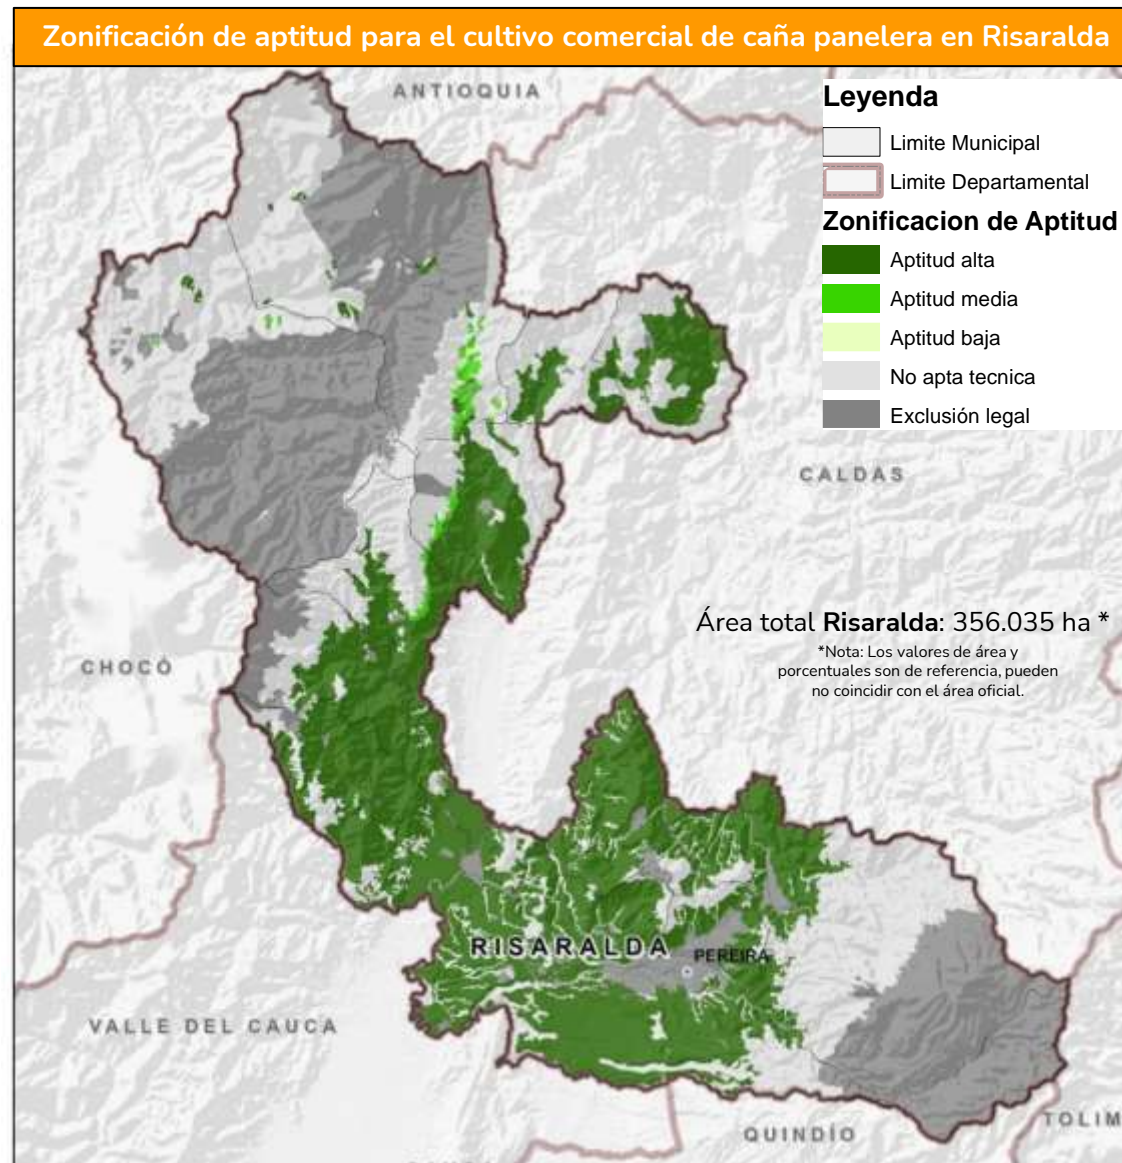 Zonificación de aptitud para el cultivo comercial de caña panelera en Risaralda
ANTIOQUIA
Leyenda
Limite Municipal
Limite Departamental
Zonificacion de Aptitud
Aptitud alta
Aptitud media
Aptitud baja
No apta tecnica
Exclusión legal
CALDAS
Área total Risaralda: 356.035 ha *
*Nota: Los valores de área y
porcentuales son de referencia, pueden
no coincidir con el área oficial.
CHOCÓ
RISARALDA
PEREIRA
VALLE DEL CAUCA
QUINDÍO
TOLIM